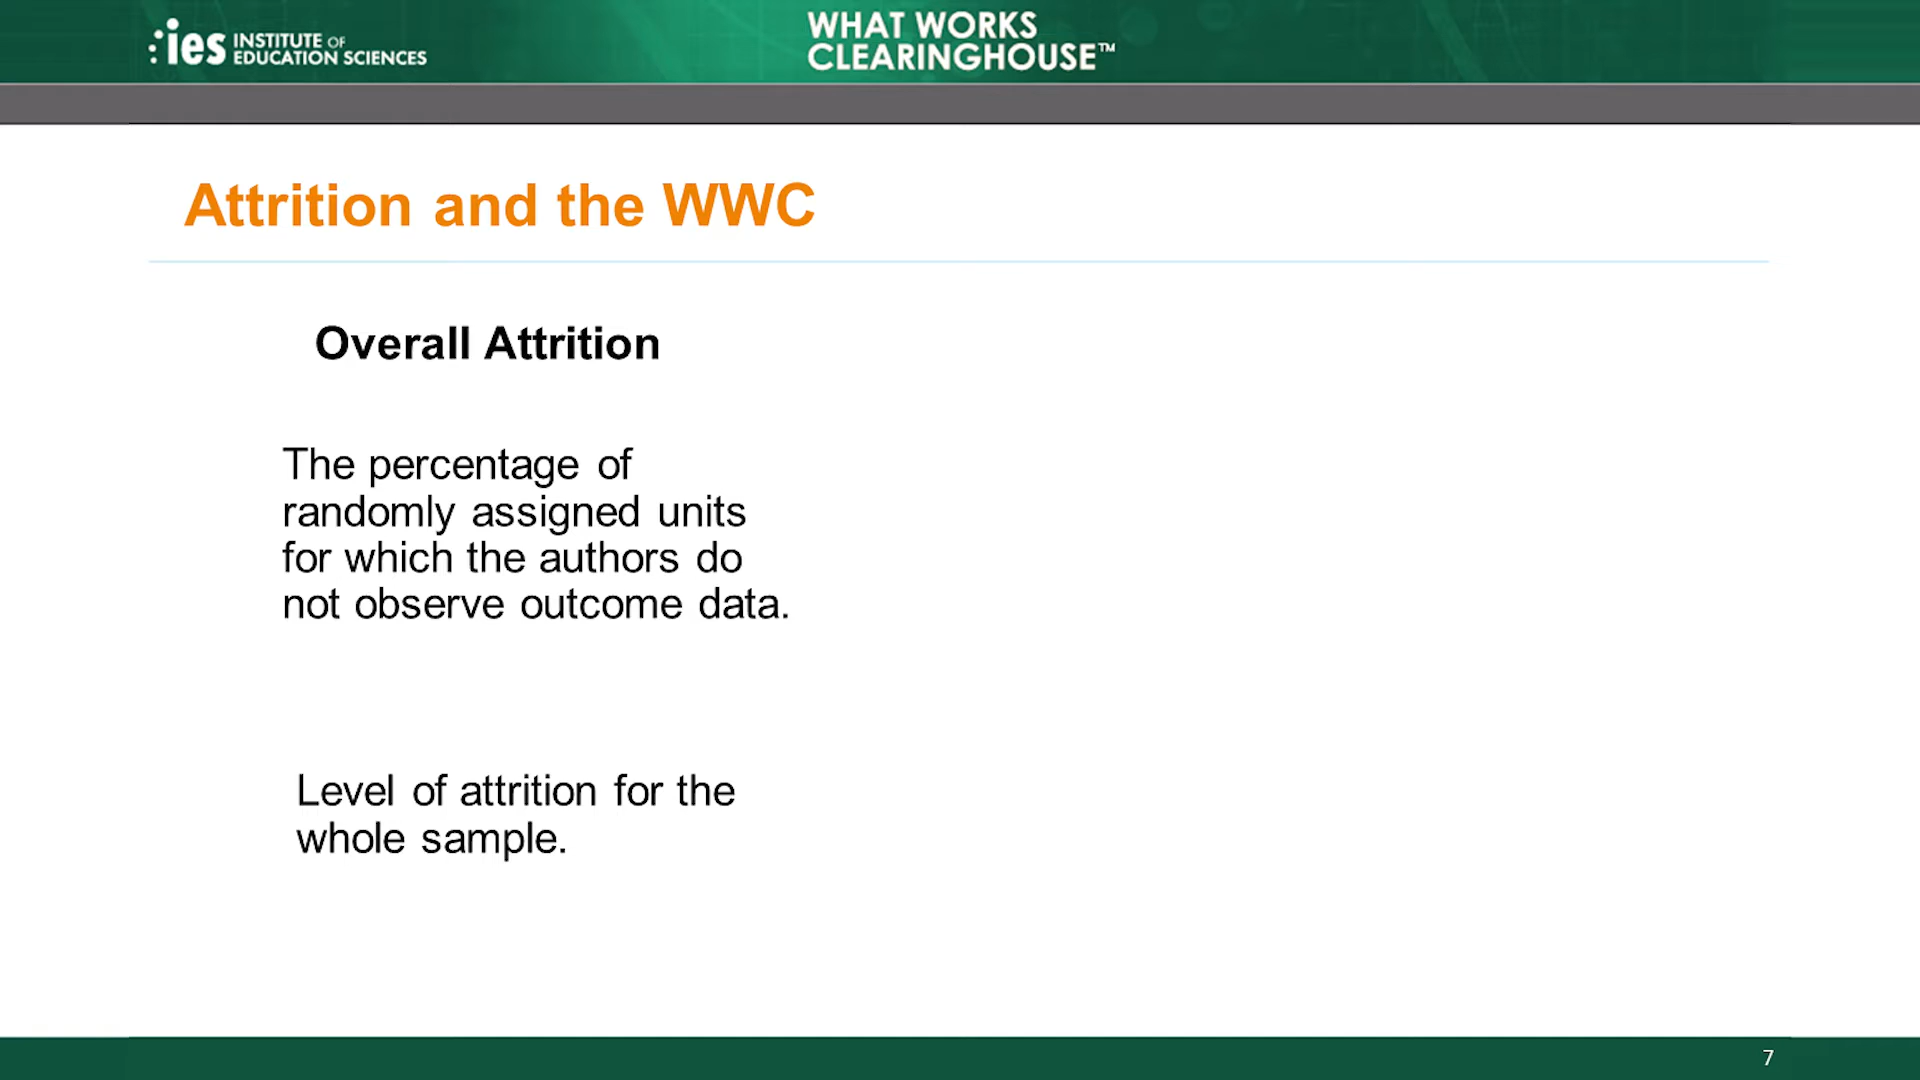 ies INSTITUTE OF
EDUCATION SCIENCES
WHAT WORKS
CLEARINGHOUSE™
Attrition and the WWC
Overall Attrition
The percentage of
randomly assigned units
for which the authors do
not observe outcome data.
Level of attrition for the
whole sample.
7